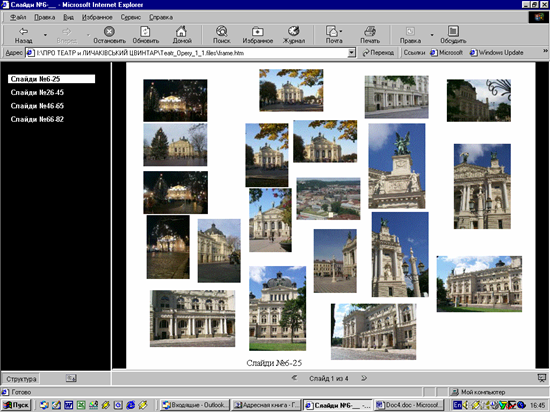 Слайди №6-__ - Microsoft Internet Explorer
Файл Правка Вид Избранное Сервис Справка
Назад Вперед Остановить Обновить Домой Поиск Избранное Журнал Почта Печать Правка Обсудить
Адрес I:\ПРО ТЕАТР и ЛИЧАКІВСЬКИЙ ЦВИНТАР\Teatr_Opery_1_1.files\frame.htm Переход Ссылки Microsoft Windows Update
Слайди №6-25
Слайди №26-45
Слайди №46-65
Слайди №66-82
Слайди №6-25
Структура Слайд 1 из 4
Готово Мой компьютер
Пуск Входящие - Outlook... Адресная книга - Г... Слайди №6-__ -... Doc4.doc - Microsoft... En 16:45